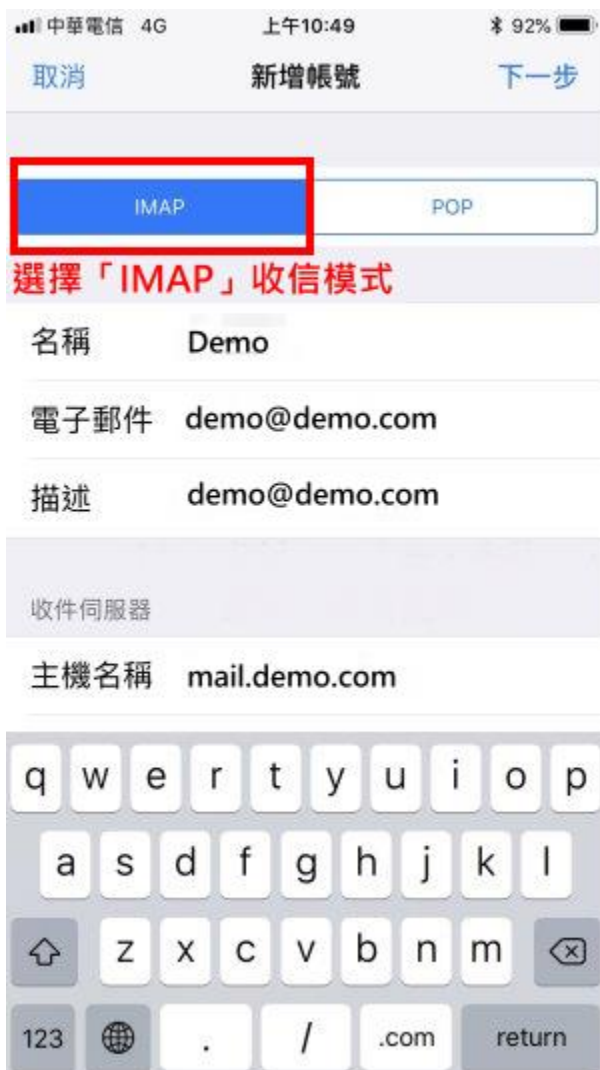 中華電信 4G 上午10:49 92%
取消 新增帳號 下一步
IMAP POP
選擇「IMAP」收信模式
名稱 Demo
電子郵件 demo@demo.com
描述 demo@demo.com
收件伺服器
主機名稱 mail.demo.com
q w e r t y u i o p
a s d f g h j k l
z x c v b n m
123 . / .com return